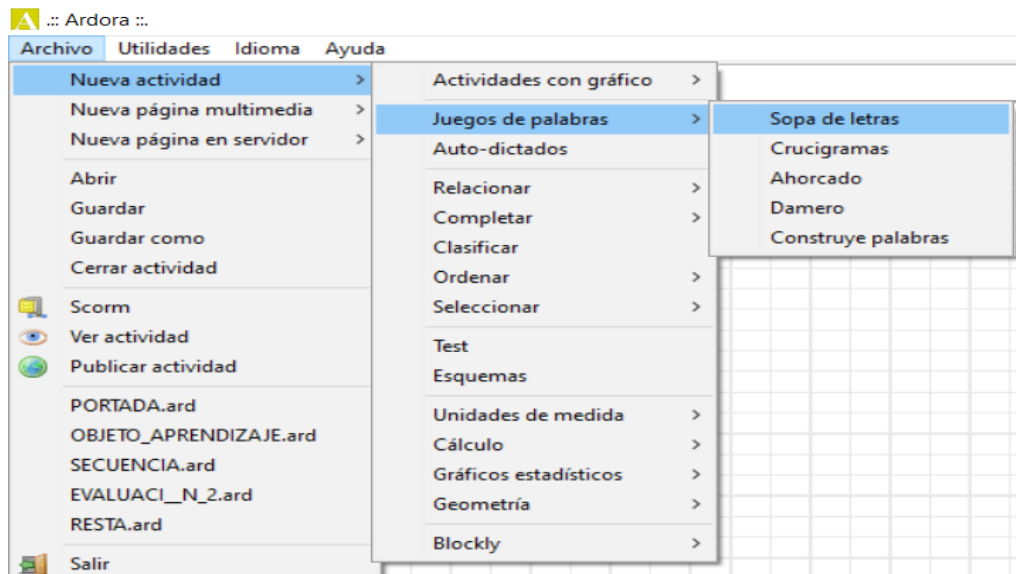 .:: Ardora ::.
Archivo Utilidades Idioma Ayuda
Nueva actividad >
Nueva página multimedia >
Nueva página en servidor >
Abrir
Guardar
Guardar como
Cerrar actividad
Scorm
Ver actividad
Publicar actividad
PORTADA.ard
OBJETO_APRENDIZAJE.ard
SECUENCIA.ard
EVALUACI__N_2.ard
RESTA.ard
Salir
Actividades con gráfico >
Juegos de palabras >
Auto-dictados
Relacionar >
Completar >
Clasificar
Ordenar >
Seleccionar >
Test
Esquemas
Unidades de medida >
Cálculo >
Gráficos estadísticos >
Geometría >
Blockly >
Sopa de letras
Crucigramas
Ahorcado
Damero
Construye palabras